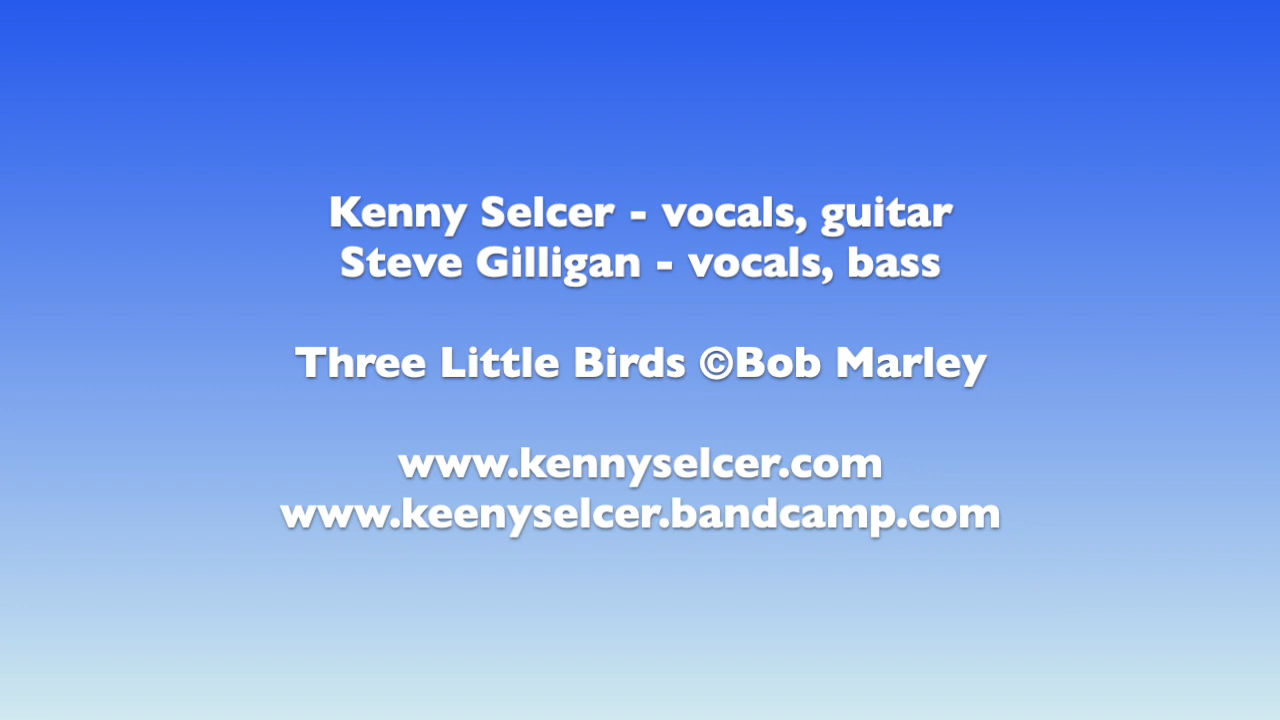 Kenny Selcer - vocals, guitar
Steve Gilligan - vocals, bass
Three Little Birds ©Bob Marley
www.kennyselcer.com
www.keenyselcer.bandcamp.com